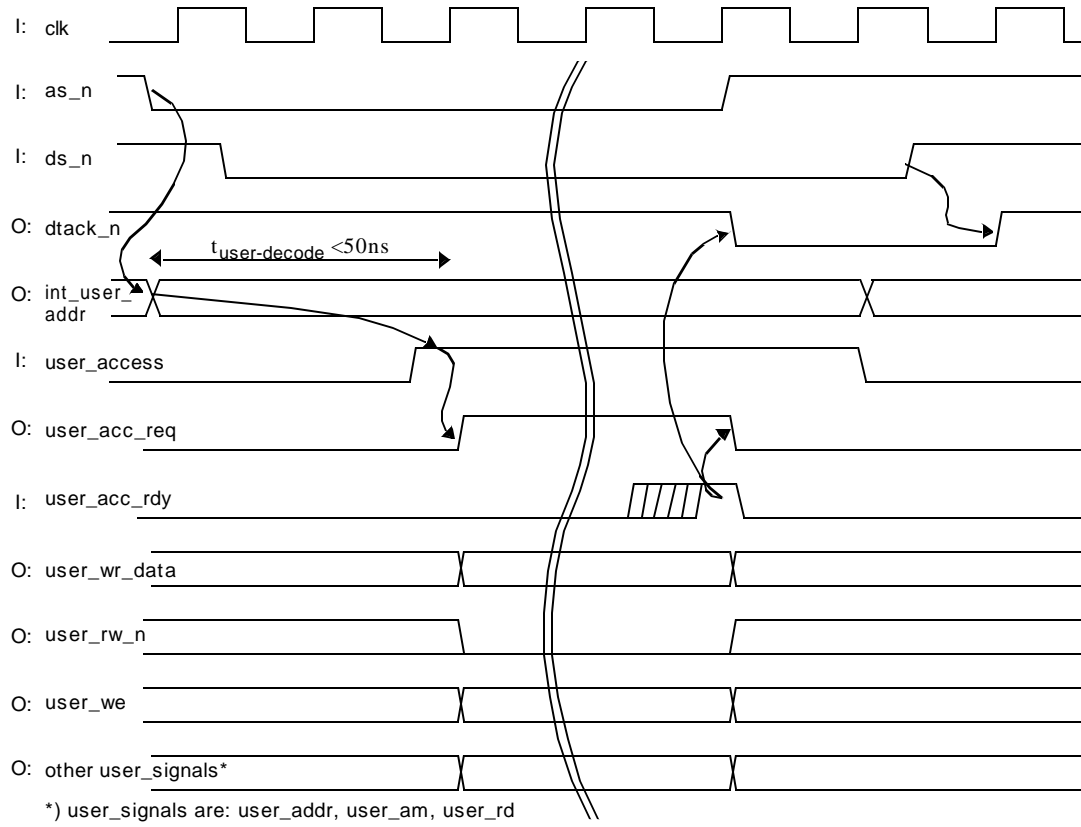 I: clk
I: as_n
I: ds_n
O: dtack_n
tuser-decode <50ns
O: int_user_
addr
I: user_access
O: user_acc_req
I: user_acc_rdy
O: user_wr_data
O: user_rw_n
O: user_we
O: other user_signals*
*) user_signals are: user_addr, user_am, user_rd